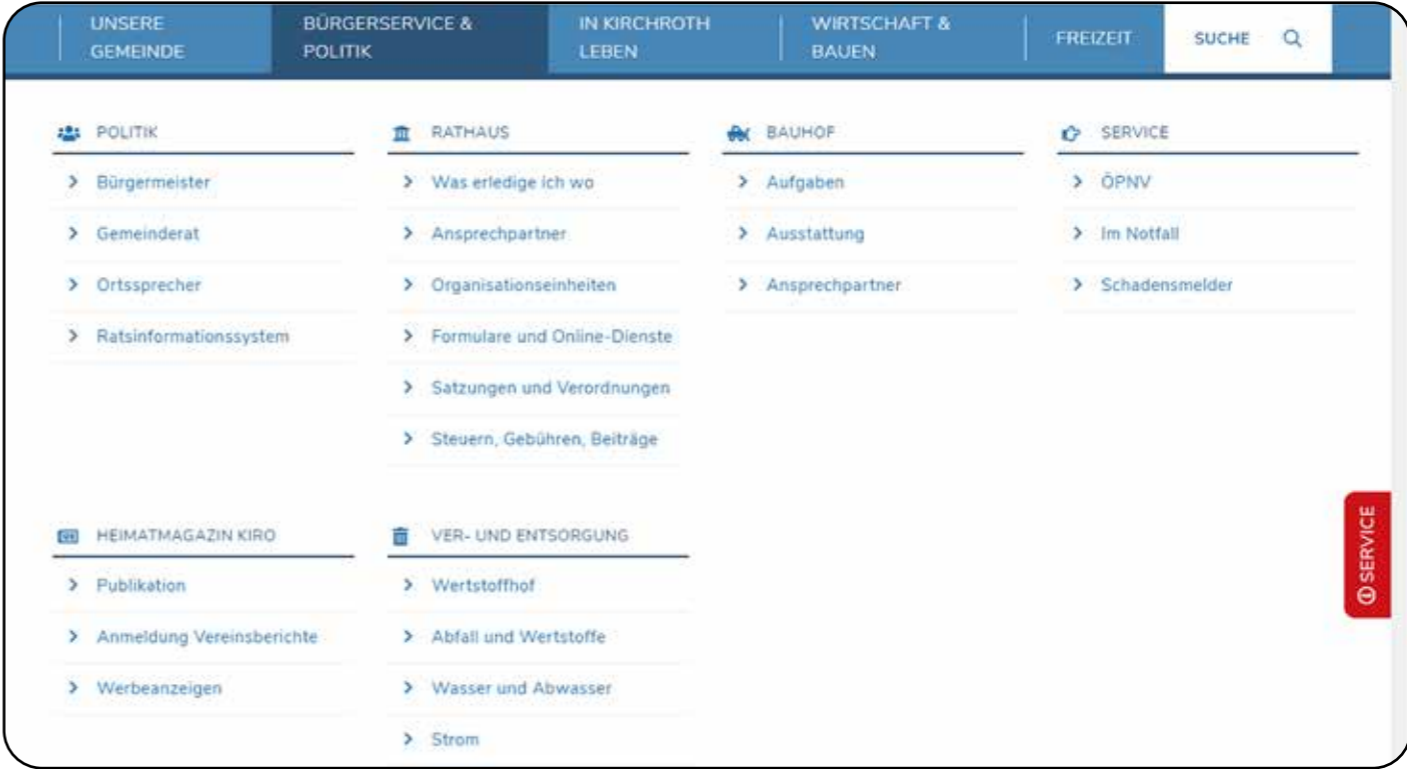 UNSERE
GEMEINDE
BÜRGERSERVICE &
POLITIK
IN KIRCHROTH
LEBEN
WIRTSCHAFT &
BAUEN
FREIZEIT
SUCHE
POLITIK
Bürgermeister
Gemeinderat
Ortssprecher
Ratsinformationssystem
RATHAUS
Was erledige ich wo
Ansprechpartner
Organisationseinheiten
Formulare und Online-Dienste
Satzungen und Verordnungen
Steuern, Gebühren, Beiträge
BAUHOF
Aufgaben
Ausstattung
Ansprechpartner
SERVICE
ÖPNV
Im Notfall
Schadensmelder
HEIMATMAGAZIN KIRO
Publikation
Anmeldung Vereinsberichte
Werbeanzeigen
VER- UND ENTSORGUNG
Wertstoffhof
Abfall und Wertstoffe
Wasser und Abwasser
Strom
SERVICE